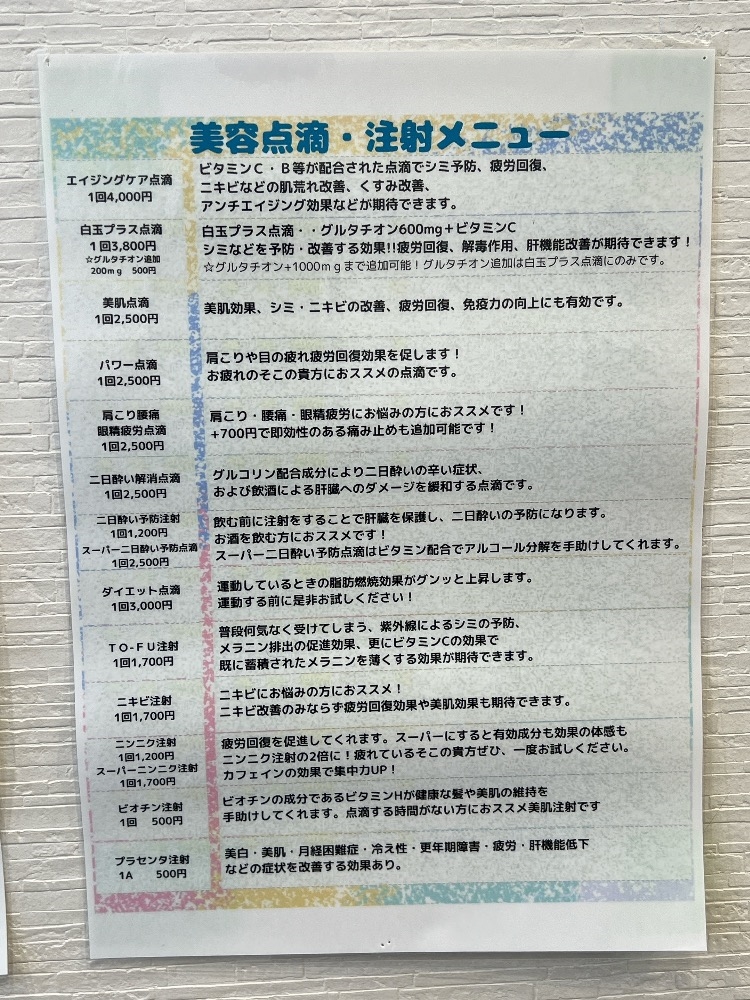 美容点滴・注射メニュー
エイジングケア点滴
1回4,000円
ビタミンC・B等が配合された点滴でシミ予防、疲労回復、
ニキビなどの肌荒れ改善、くすみ改善、
アンチエイジング効果などが期待できます。
白玉プラス点滴
1回3,800円
☆グルタチオン追加
200mg 500円
白玉プラス点滴・・グルタチオン600mg+ビタミンC
シミなどを予防・改善する効果!!疲労回復、解毒作用、肝機能改善が期待できます！
☆グルタチオン+1000mgまで追加可能！グルタチオン追加は白玉プラス点滴にのみです。
美肌点滴
1回2,500円
美肌効果、シミ・ニキビの改善、疲労回復、免疫力の向上にも有効です。
パワー点滴
1回2,500円
肩こりや目の疲れ疲労回復効果を促します！
お疲れのそこの貴方におススメの点滴です。
肩こり腰痛
眼精疲労点滴
1回2,500円
肩こり・腰痛・眼精疲労にお悩みの方におススメです！
+700円で即効性のある痛み止めも追加可能です！
二日酔い解消点滴
1回2,500円
グルコリン配合成分により二日酔いの辛い症状、
および飲酒による肝臓へのダメージを緩和する点滴です。
二日酔い予防注射
1回1,200円
スーパー二日酔い予防点滴
1回2,500円
飲む前に注射をすることで肝臓を保護し、二日酔いの予防になります。
お酒を飲む方におススメです！
スーパー二日酔い予防点滴はビタミン配合でアルコール分解を手助けしてくれます。
ダイエット点滴
1回3,000円
運動しているときの脂肪燃焼効果がグンッと上昇します。
運動する前に是非お試しください！
TO-FU注射
1回1,700円
普段何気なく受けてしまう、紫外線によるシミの予防、
メラニン排出の促進効果、更にビタミンCの効果で
既に蓄積されたメラニンを薄くする効果が期待できます。
ニキビ注射
1回1,700円
ニキビにお悩みの方におススメ！
ニキビ改善のみならず疲労回復効果や美肌効果も期待できます。
ニンニク注射
1回1,200円
スーパーニンニク注射
1回1,700円
疲労回復を促進してくれます。スーパーにすると有効成分も効果の体感も
ニンニク注射の2倍に！疲れているそこの貴方ぜひ、一度お試しください。
カフェインの効果で集中力UP！
ビオチン注射
1回 500円
ビオチンの成分であるビタミンHが健康な髪や美肌の維持を
手助けしてくれます。点滴する時間がない方におススメ美肌注射です
プラセンタ注射
1A 500円
美白・美肌・月経困難症・冷え性・更年期障害・疲労・肝機能低下
などの症状を改善する効果あり。